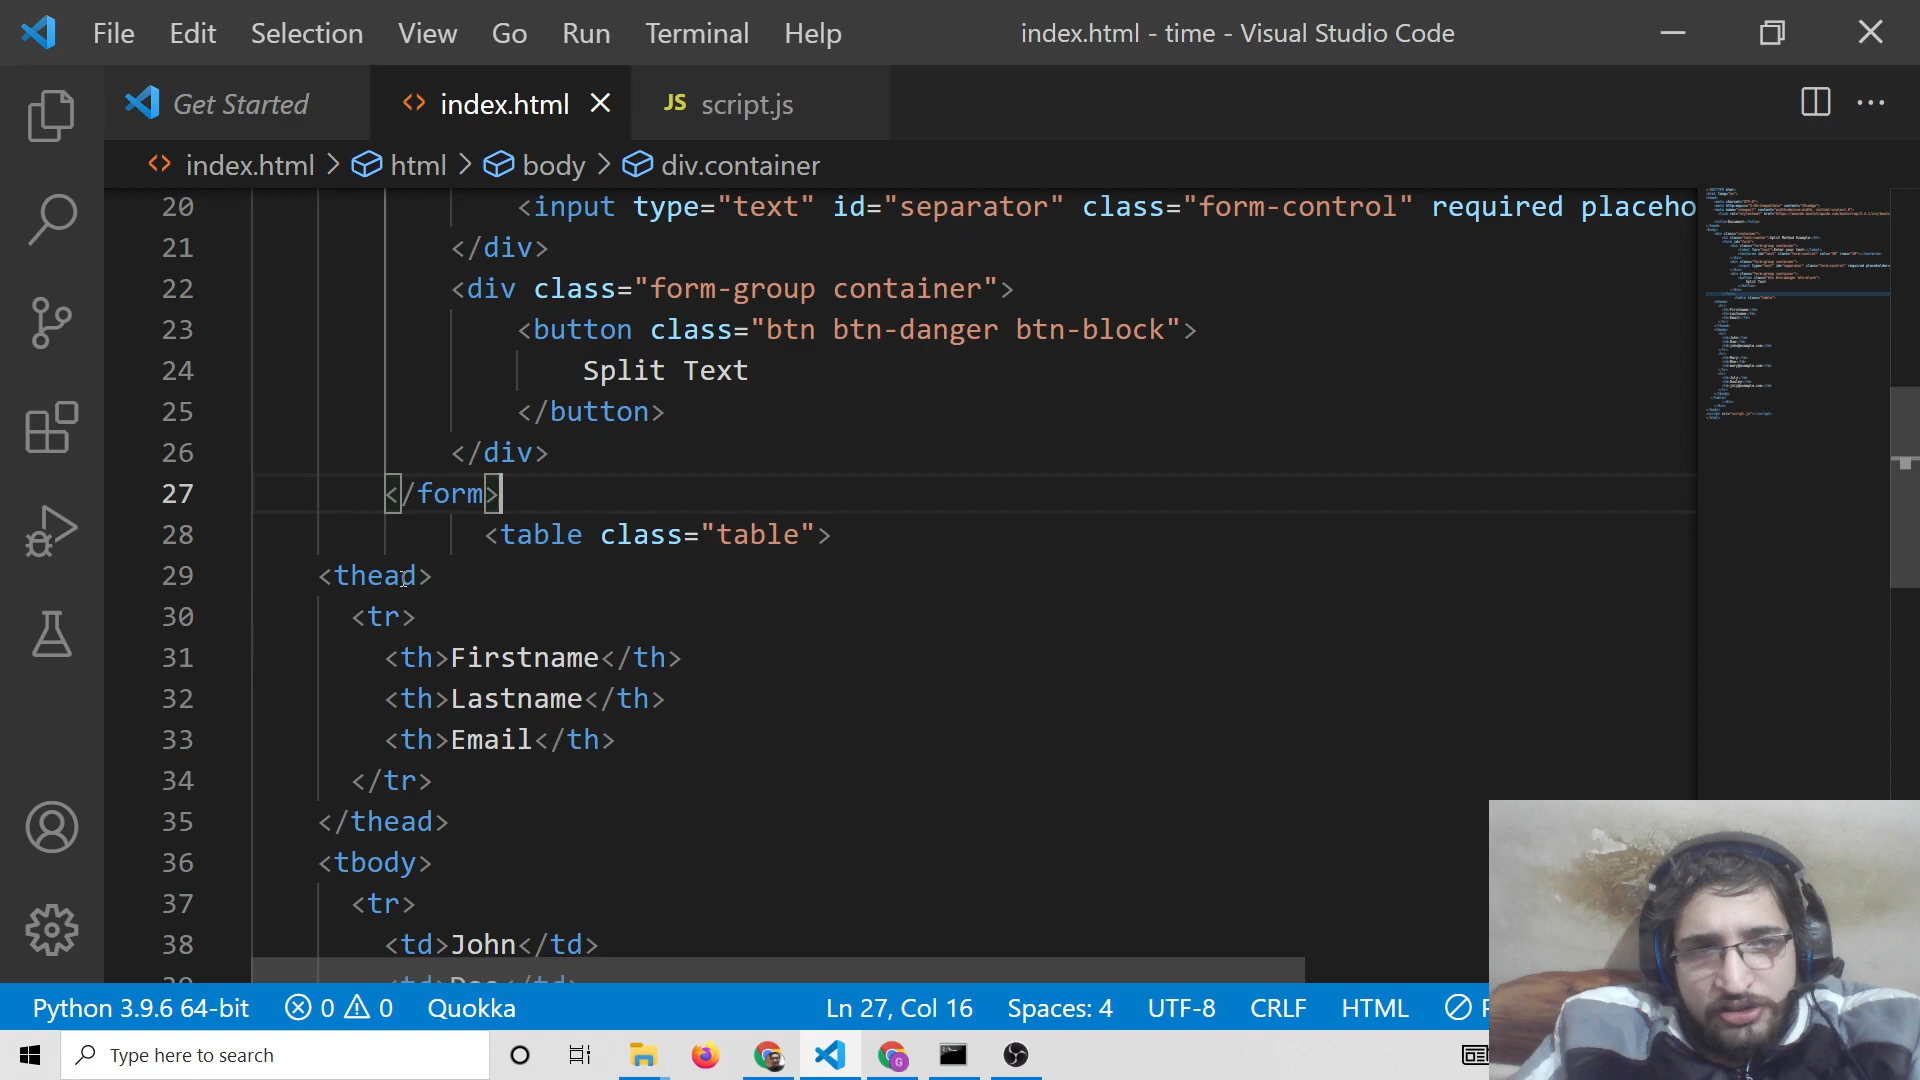 File Edit Selection View Go Run Terminal Help index.html - time - Visual Studio Code
Get Started index.html JS script.js
index.html html body div.container
20 <input type="text" id="separator" class="form-control" required placeho
21 </div>
22 <div class="form-group container">
23 <button class="btn btn-danger btn-block">
24 Split Text
25 </button>
26 </div>
27 </form>
28 <table class="table">
29 <thead>
30 <tr>
31 <th>Firstname</th>
32 <th>Lastname</th>
33 <th>Email</th>
34 </tr>
35 </thead>
36 <tbody>
37 <tr>
38 <td>John</td>
Python 3.9.6 64-bit 0 0 Quokka Ln 27, Col 16 Spaces: 4 UTF-8 CRLF HTML
Type here to search